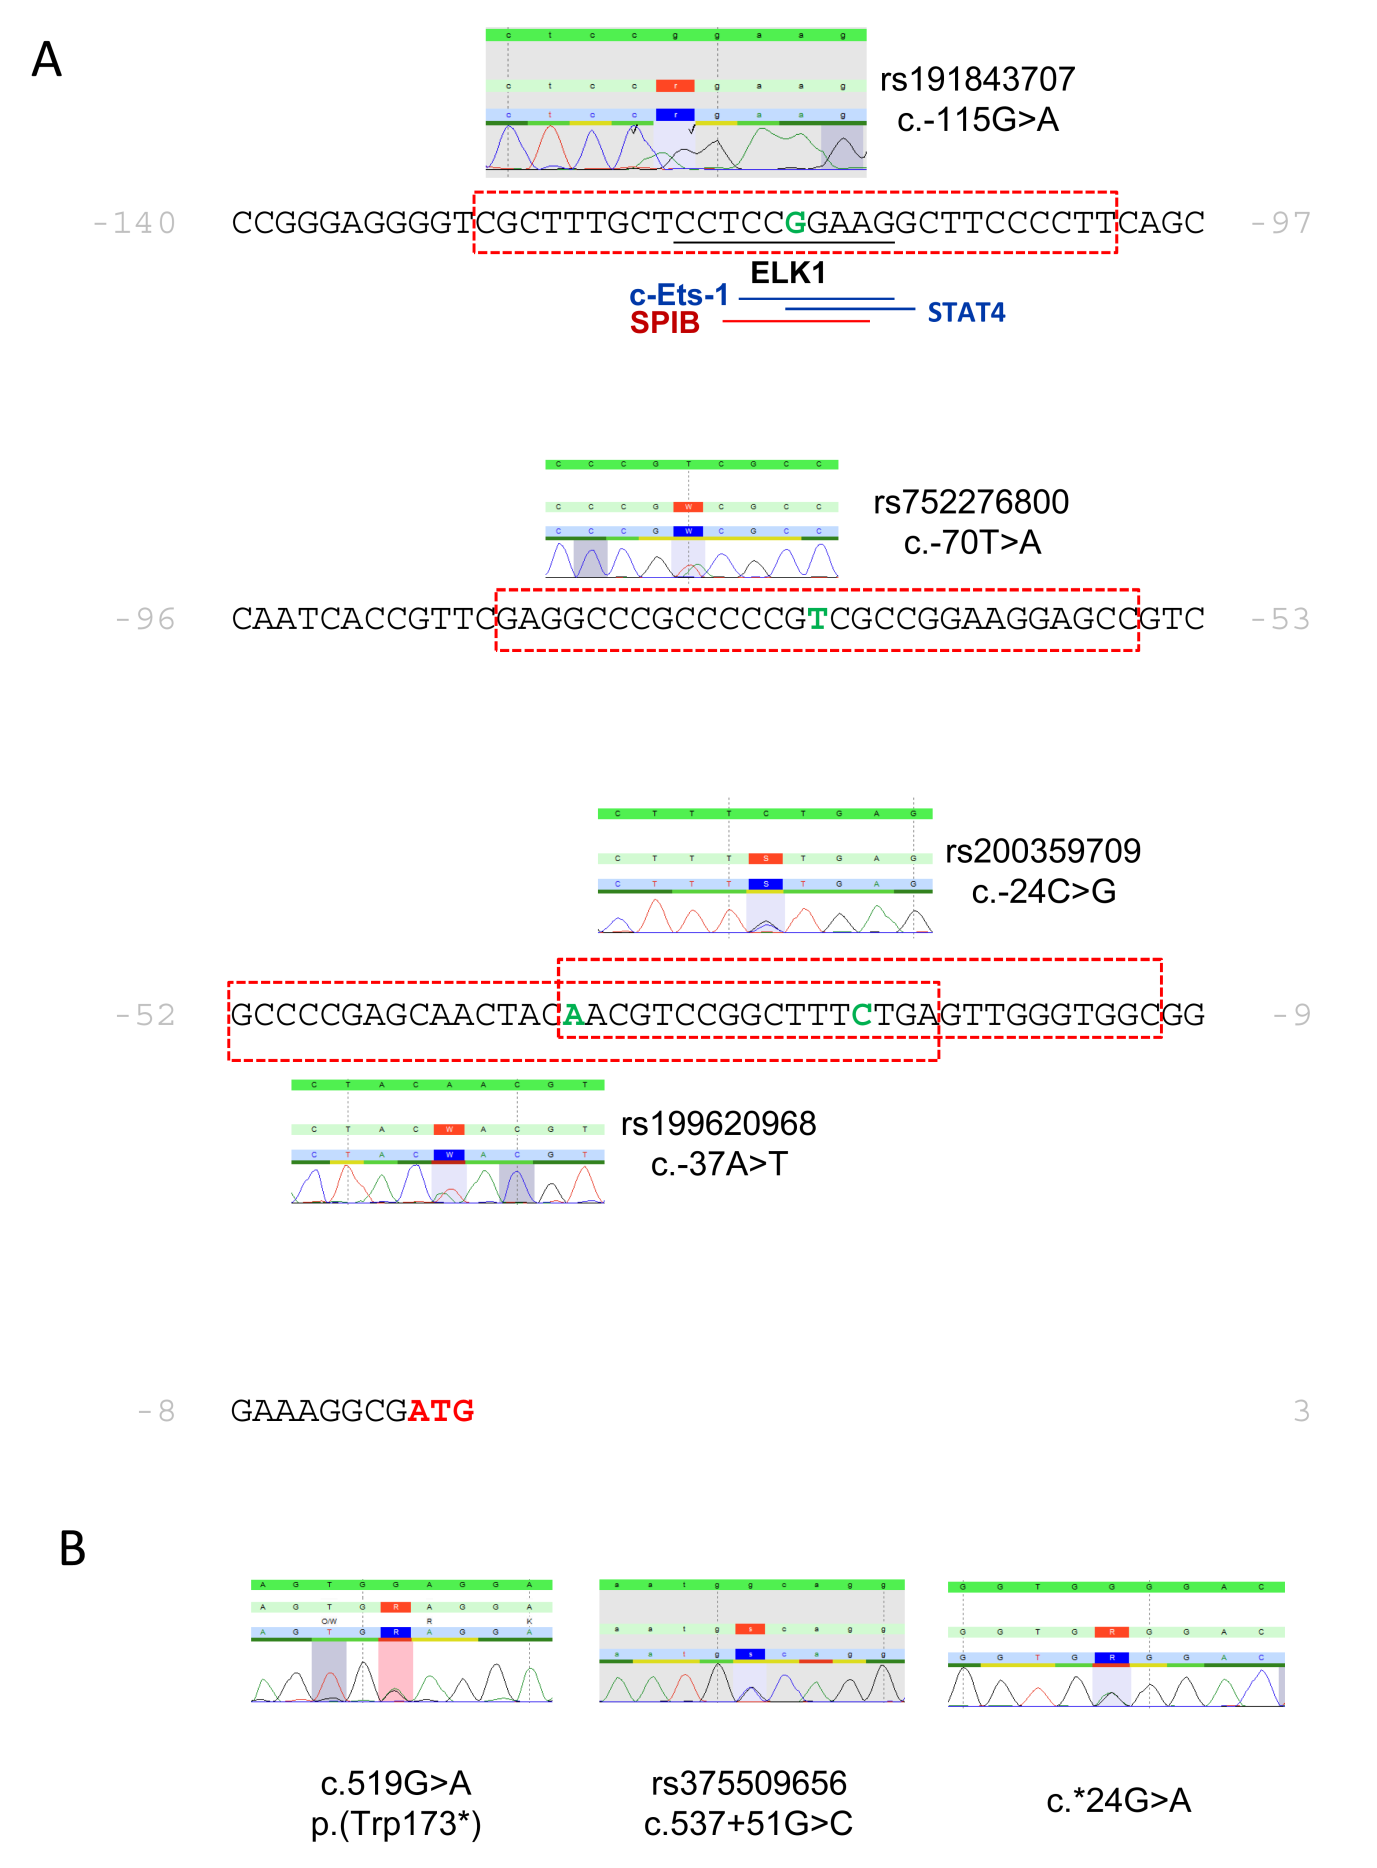 A
c t c c g g a a g
c t c c r g a a g
c t c c r g a a g
rs191843707
c.-115G>A
-140 CCGGGAGGGGTCGCTTTGCTCCTCCGGAAGGCTTCCCCTTCAGC -97
ELK1
c-Ets-1
STAT4
SPIB
C C C G T C G C C
C C C G W C G C C
C C C G W C G C C
rs752276800
c.-70T>A
-96 CAATCACCGTTCGAGGCCCGCCCCCGTCGCCGGAAGGAGCCGTC -53
C T T T C T G A G
C T T T S T G A G
C T T T S T G A G
rs200359709
c.-24C>G
-52 GCCCCGAGCAACTACAACGTCCGGCTTTCTGAGTTGGGTGGCGG -9
C T A C A A C G T
C T A C W A C G T
C T A C W A C G T
rs199620968
c.-37A>T
-8 GAAAGGCGATG 3
B
A G T G G A G G A
A G T G R A G G A
O/W R K
A G T G R A G G A
c.519G>A
p.(Trp173*)
a a t g g c a g g
a a t g s c a g g
a a t g s c a g g
rs375509656
c.537+51G>C
G G T G G G G A C
G G T G R G G A C
G G T G R G G A C
c.*24G>A